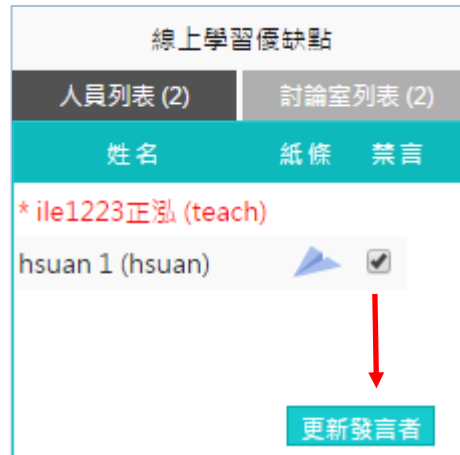 線上學習優缺點
人員列表 (2) 討論室列表 (2)
姓名 紙條 禁言
* ile1223正泓 (teach)
hsuan 1 (hsuan)
更新發言者